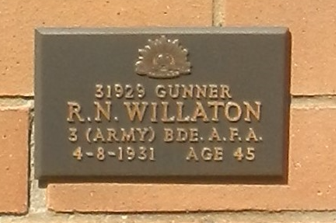 31929 GUNNER
R.N. WILLATON
3 (ARMY) BDE. A.F.A.
4-8-1931 AGE 45